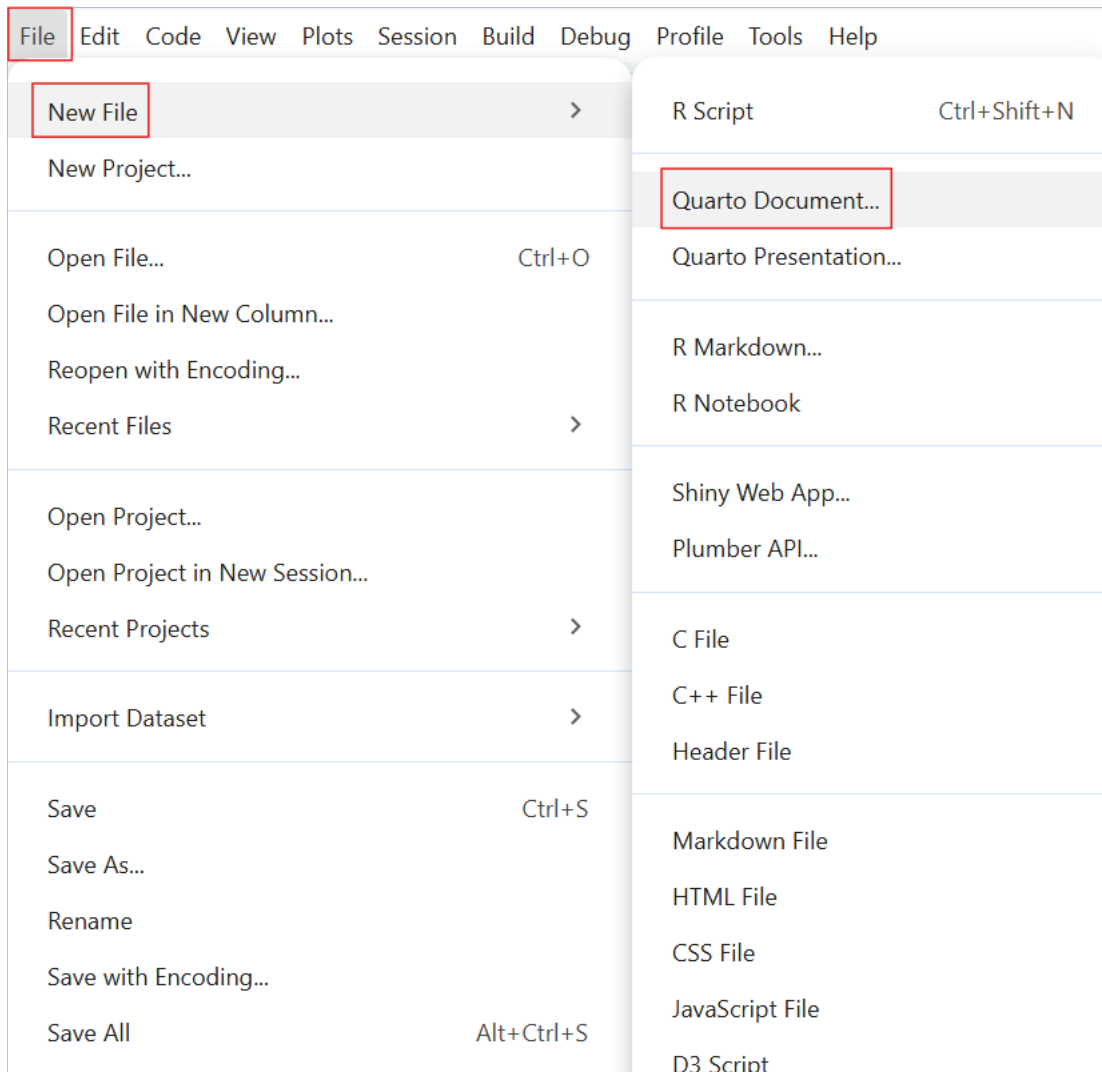 File Edit Code View Plots Session Build Debug Profile Tools Help
New File
New Project...
Open File... Ctrl+O
Open File in New Column...
Reopen with Encoding...
Recent Files
Open Project...
Open Project in New Session...
Recent Projects
Import Dataset
Save Ctrl+S
Save As...
Rename
Save with Encoding...
Save All Alt+Ctrl+S
R Script Ctrl+Shift+N
Quarto Document...
Quarto Presentation...
R Markdown...
R Notebook
Shiny Web App...
Plumber API...
C File
C++ File
Header File
Markdown File
HTML File
CSS File
JavaScript File
D3 Script